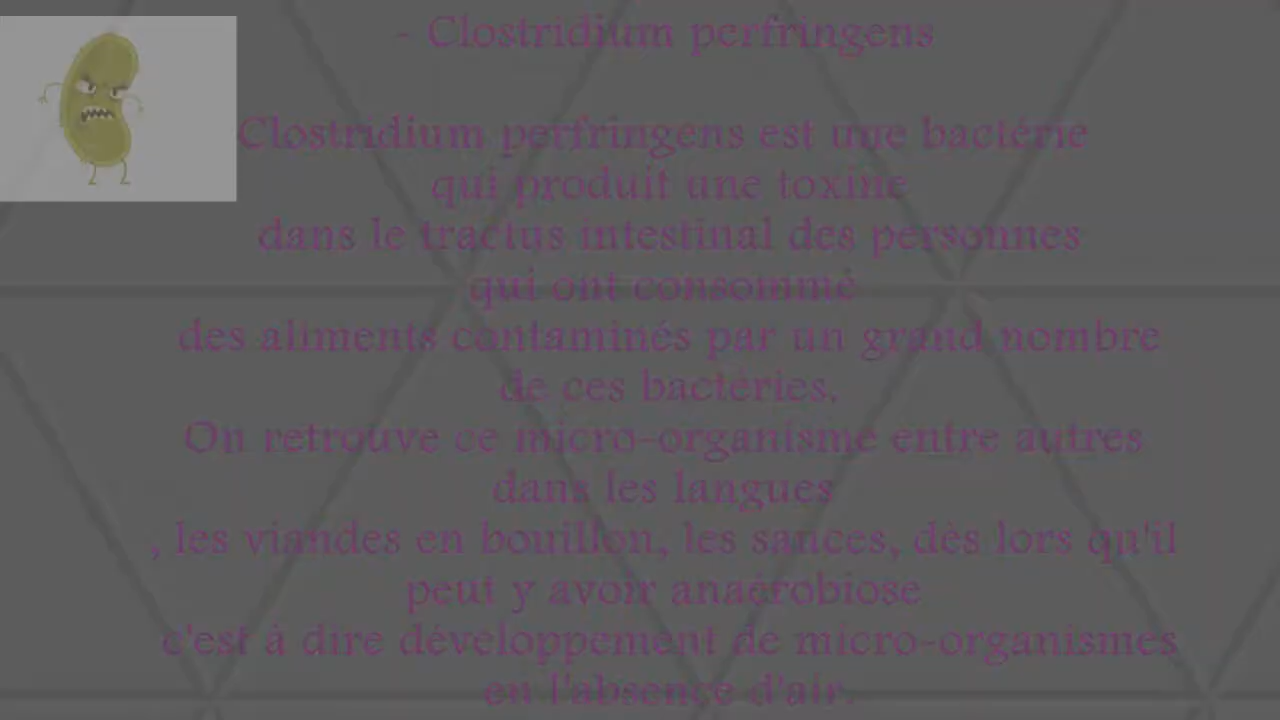 - Clostridium perfringens
Clostridium perfringens est une bactérie
qui produit une toxine
dans le tractus intestinal des personnes
qui ont consommé
des aliments contaminés par un grand nombre
de ces bactéries.
On retrouve ce micro-organisme entre autres
dans les langues
, les viandes en bouillon, les sauces, dès lors qu'il
peut y avoir anaérobiose
c'est à dire développement de micro-organismes
en l'absence d'air.